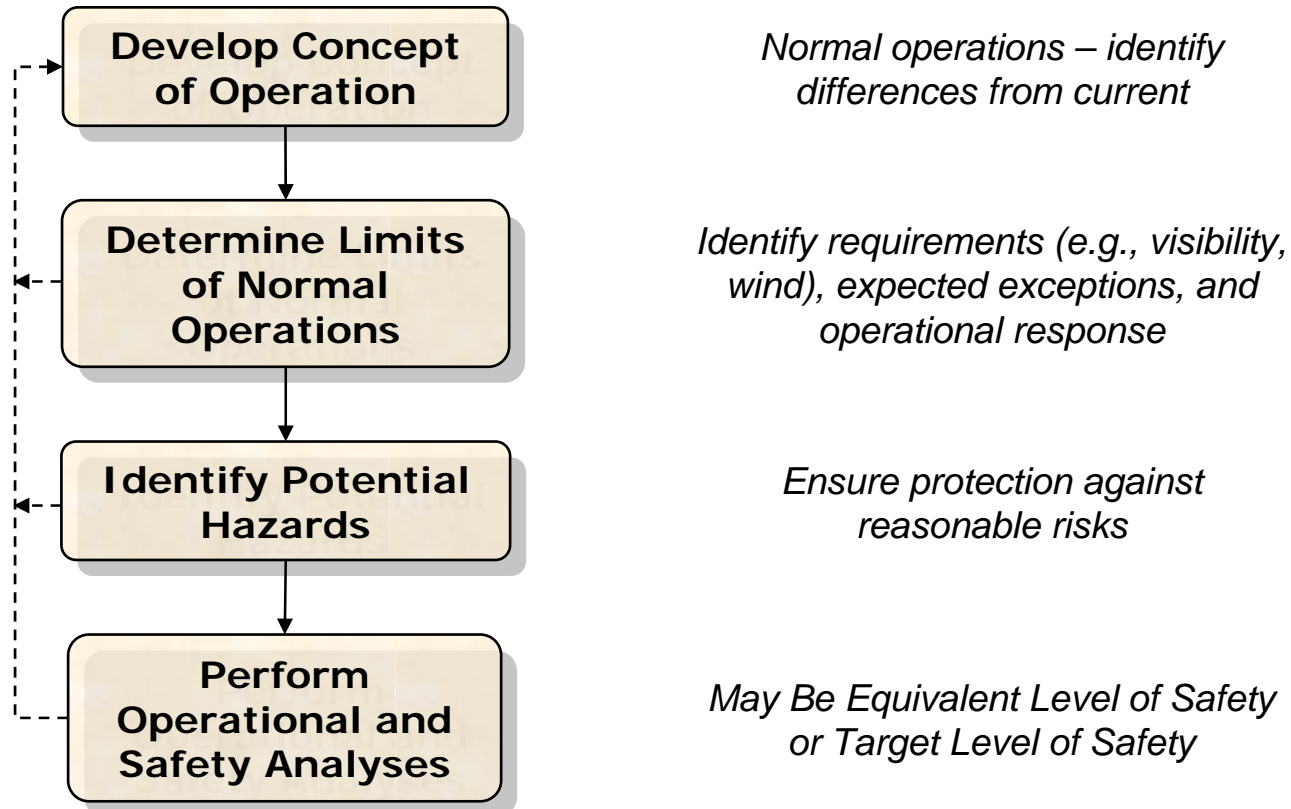 Develop Concept
of Operation
Normal operations – identify
differences from current
Determine Limits
of Normal
Operations
Identify requirements (e.g., visibility,
wind), expected exceptions, and
operational response
Identify Potential
Hazards
Ensure protection against
reasonable risks
Perform
Operational and
Safety Analyses
May Be Equivalent Level of Safety
or Target Level of Safety